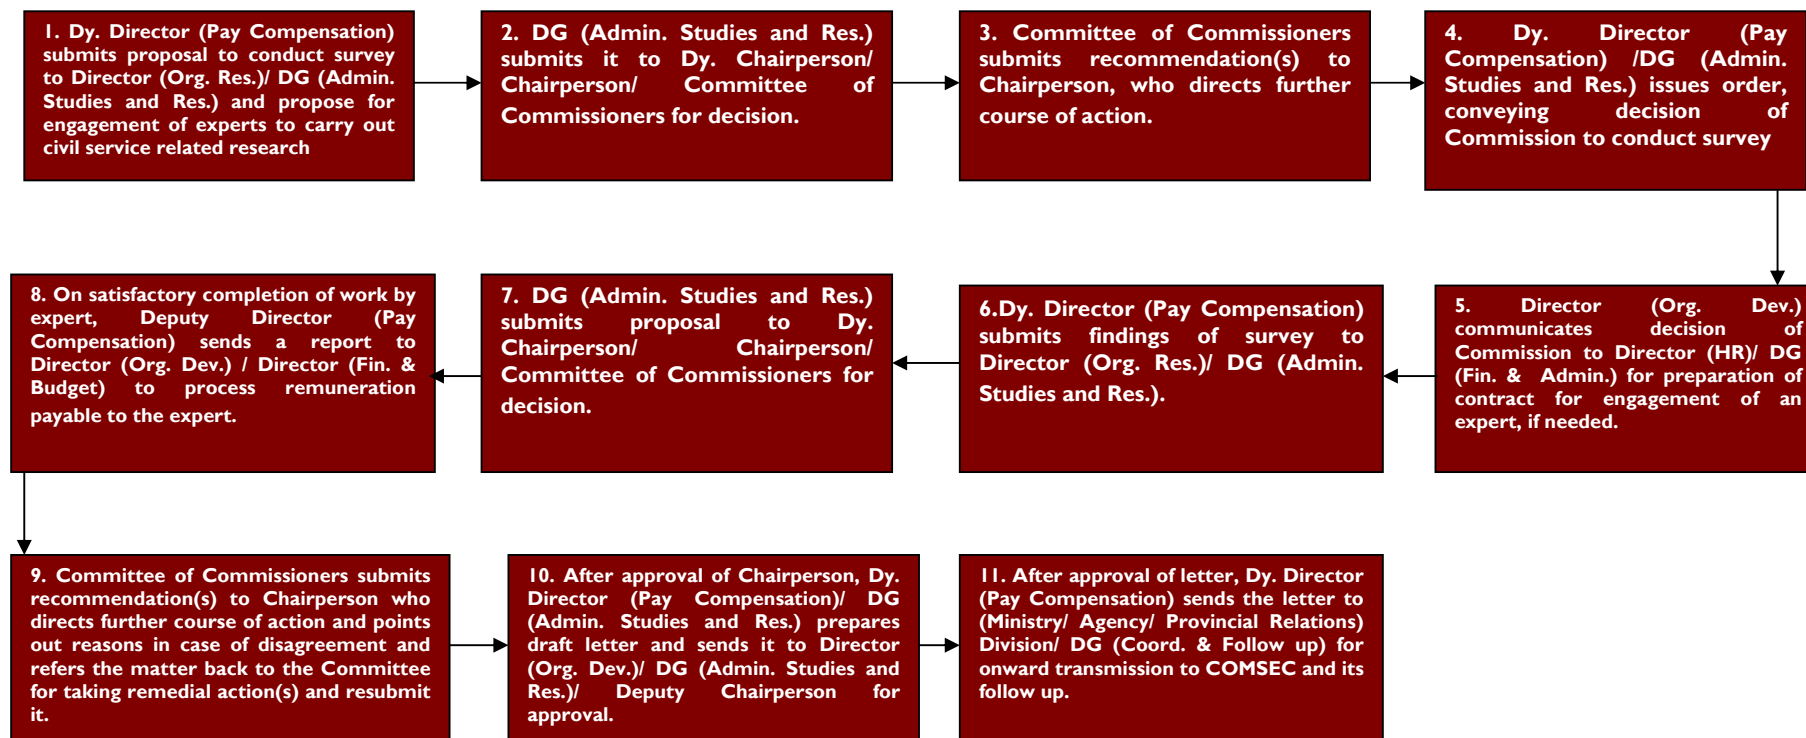 1. Dy. Director (Pay Compensation)
submits proposal to conduct survey
to Director (Org. Res.)/ DG (Admin.
Studies and Res.) and propose for
engagement of experts to carry out
civil service related research
2. DG (Admin. Studies and Res.)
submits it to Dy. Chairperson/
Chairperson/ Committee of
Commissioners for decision.
3. Committee of Commissioners
submits recommendation(s) to
Chairperson, who directs further
course of action.
4. Dy. Director (Pay
Compensation) /DG (Admin.
Studies and Res.) issues order,
conveying decision of
Commission to conduct survey
5. Director (Org. Dev.)
communicates decision of
Commission to Director (HR)/ DG
(Fin. & Admin.) for preparation of
contract for engagement of an
expert, if needed.
6.Dy. Director (Pay Compensation)
submits findings of survey to
Director (Org. Res.)/ DG (Admin.
Studies and Res.).
7. DG (Admin. Studies and Res.)
submits proposal to Dy.
Chairperson/ Chairperson/
Committee of Commissioners for
decision.
8. On satisfactory completion of work by
expert, Deputy Director (Pay
Compensation) sends a report to
Director (Org. Dev.) / Director (Fin. &
Budget) to process remuneration
payable to the expert.
9. Committee of Commissioners submits
recommendation(s) to Chairperson who
directs further course of action and points
out reasons in case of disagreement and
refers the matter back to the Committee
for taking remedial action(s) and resubmit
it.
10. After approval of Chairperson, Dy.
Director (Pay Compensation)/ DG
(Admin. Studies and Res.) prepares
draft letter and sends it to Director
(Org. Dev.)/ DG (Admin. Studies and
Res.)/ Deputy Chairperson for
approval.
11. After approval of letter, Dy. Director
(Pay Compensation) sends the letter to
(Ministry/ Agency/ Provincial Relations)
Division/ DG (Coord. & Follow up) for
onward transmission to COMSEC and its
follow up.